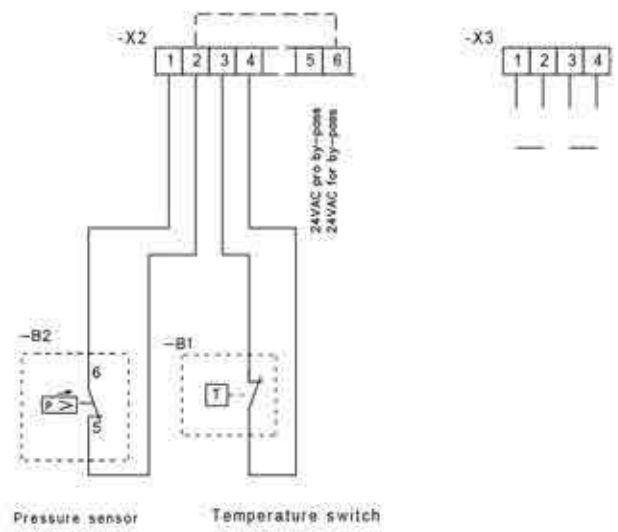 -X2
1 2 3 4 5 6
-X3
1 2 3 4
24VAC pro by-pass
24VAC for by-pass
-B2
6
P
5
-B1
T
Pressure sensor
Temperature switch